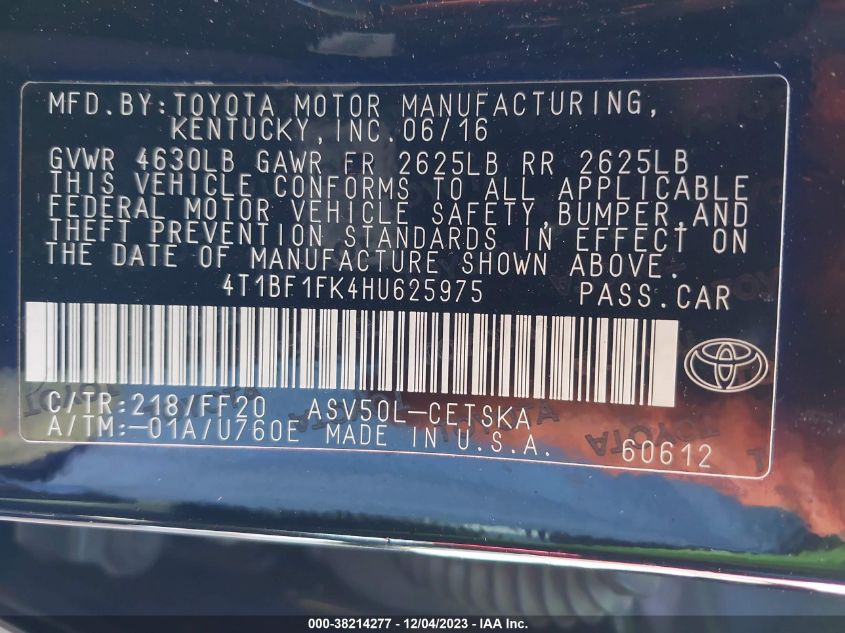 MFD.BY:TOYOTA MOTOR MANUFACTURING,
KENTUCKY,INC.06/16
GVWR 4630LB GAWR FR 2625LB RR 2625LB
THIS VEHICLE CONFORMS TO ALL APPLICABLE
FEDERAL MOTOR VEHICLE SAFETY,BUMPER,AND
THEFT PREVENTION STANDARDS IN EFFECT ON
THE DATE OF MANUFACTURE SHOWN ABOVE.
4T1BF1FK4HU625975 PASS.CAR
C/TR:218/FF20 ASV50L-CETSKA
A/TM:-01A/U760E MADE IN U.S.A.
60612
000-38214277 - 12/04/2023 - IAA Inc.